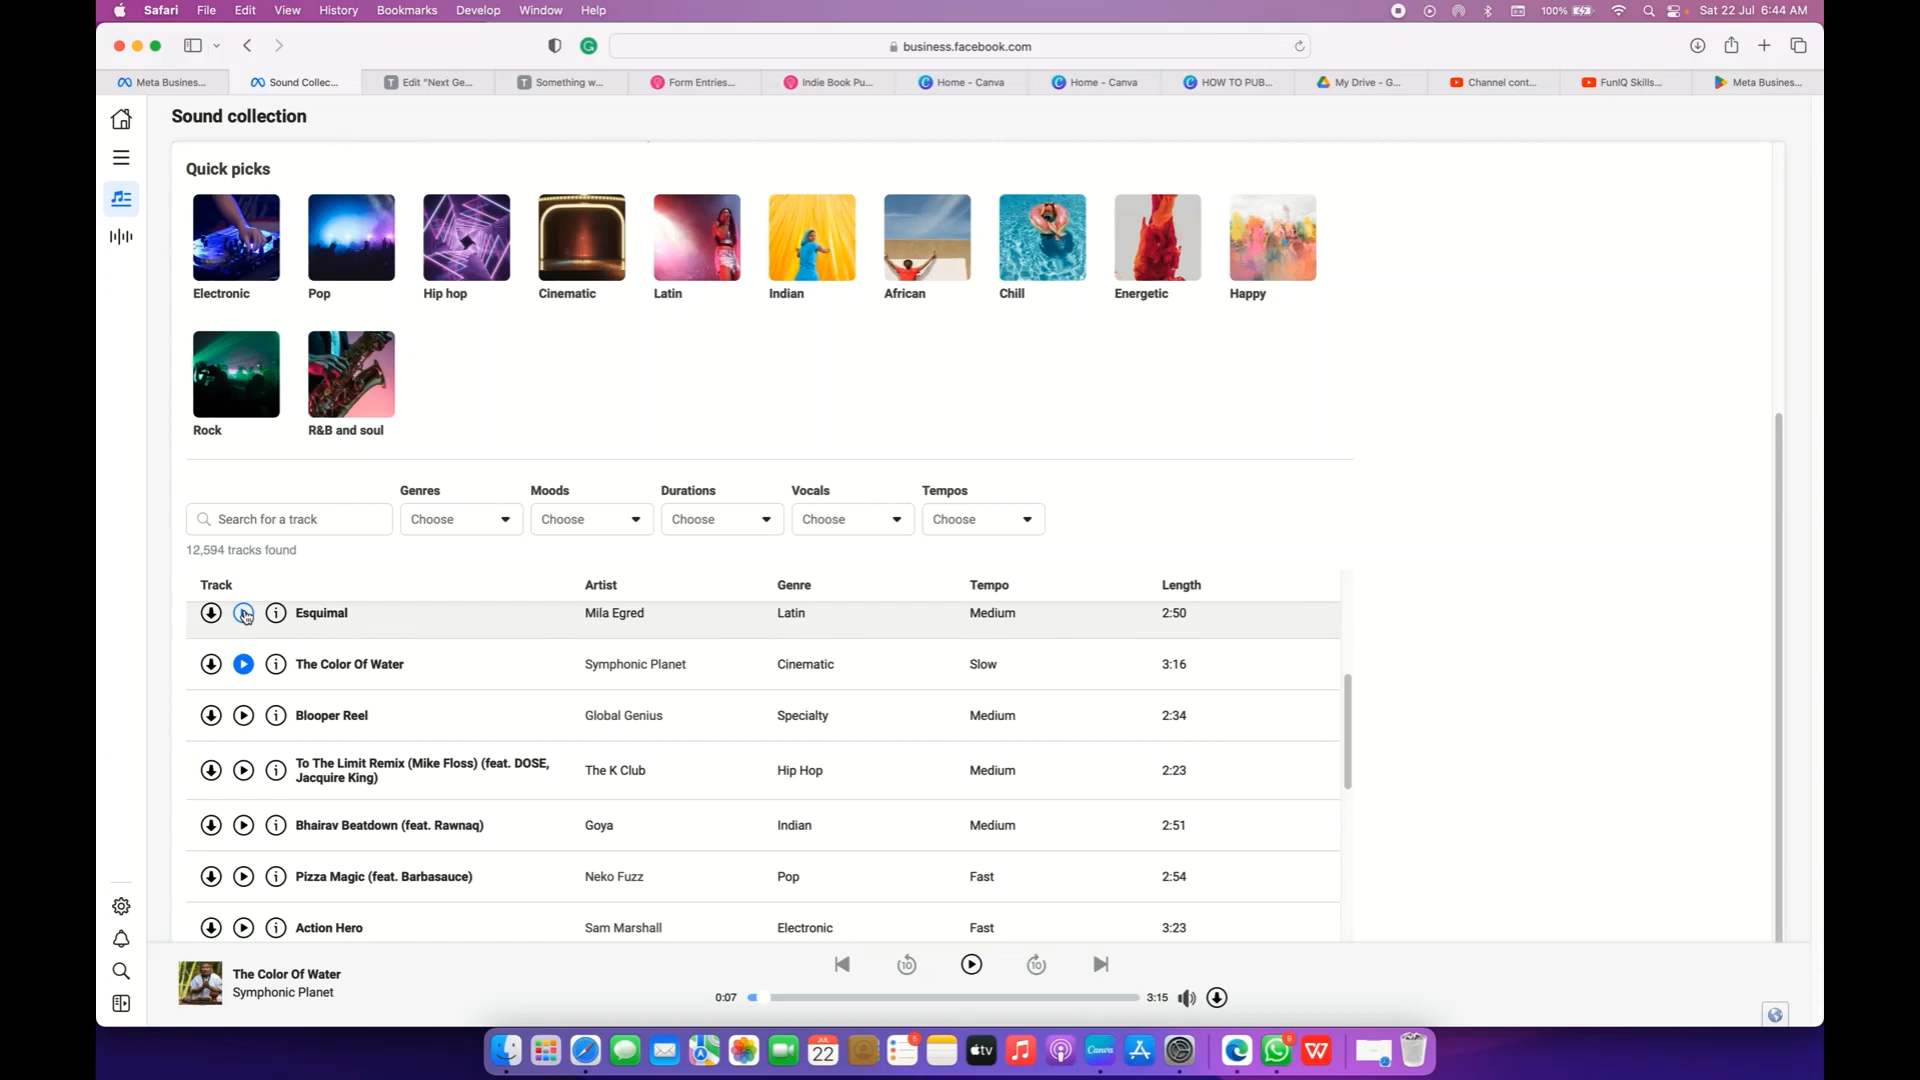 Safari File Edit View History Bookmarks Develop Window Help
100% Sat 22 Jul 6:44 AM
business.facebook.com
Meta Busines... Sound Collec... Edit "Next Ge... Something w... Form Entries... Indie Book Pu... Home - Canva Home - Canva HOW TO PUB... My Drive - G... Channel cont... FunIQ Skills... Meta Busines...
Sound collection
Quick picks
Electronic Pop Hip hop Cinematic Latin Indian African Chill Energetic Happy
Rock R&B and soul
Genres Moods Durations Vocals Tempos
Search for a track Choose Choose Choose Choose Choose
12,594 tracks found
Track Artist Genre Tempo Length
Esquimal Mila Egred Latin Medium 2:50
The Color Of Water Symphonic Planet Cinematic Slow 3:16
Blooper Reel Global Genius Specialty Medium 2:34
To The Limit Remix (Mike Floss) (feat. DOSE,
Jacquire King) The K Club Hip Hop Medium 2:23
Bhairav Beatdown (feat. Rawnaq) Goya Indian Medium 2:51
Pizza Magic (feat. Barbasauce) Neko Fuzz Pop Fast 2:54
Action Hero Sam Marshall Electronic Fast 3:23
The Color Of Water
Symphonic Planet
10 10
0:07 3:15
JUL
22 5 tv Canva 9 W